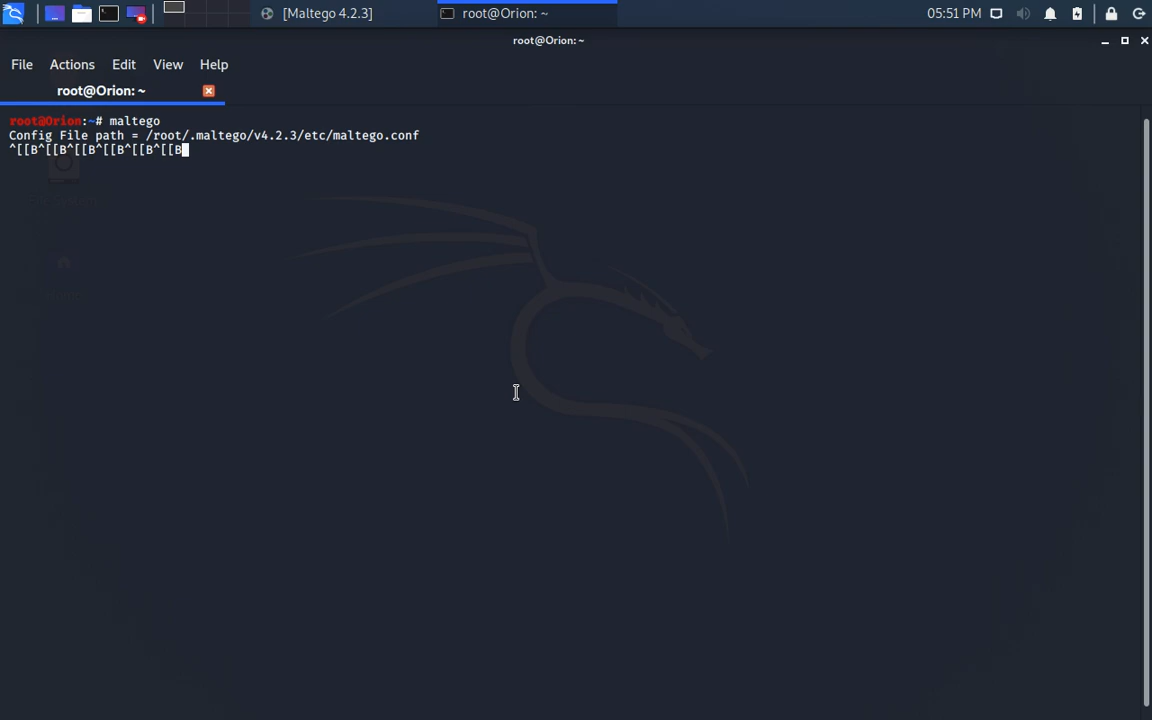 [Maltego 4.2.3]
root@Orion: ~
05:51 PM
root@Orion: ~
File Actions Edit View Help
root@Orion: ~
root@Orion:~# maltego
Config File path = /root/.maltego/v4.2.3/etc/maltego.conf
^[[B^[[B^[[B^[[B^[[B^[[B